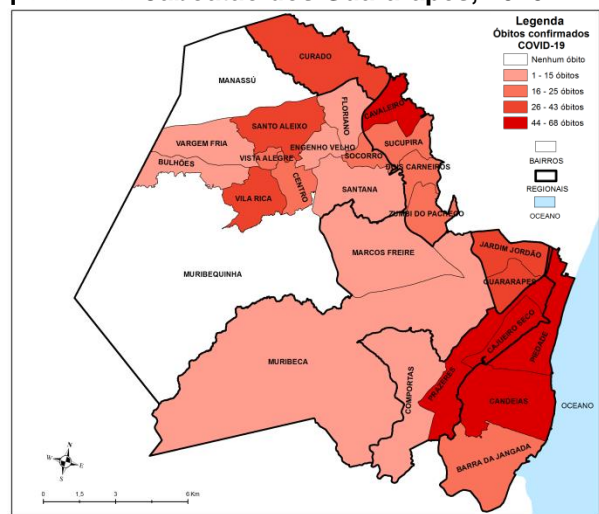 Legenda
Óbitos confirmados
COVID-19
Nenhum óbito
1 - 15 óbitos
16 - 25 óbitos
26 - 43 óbitos
44 - 68 óbitos
BAIRROS
REGIONAIS
OCEANO
CURADO
MANASSÚ
FLORIANO
CAVALEIRO
SANTO ALEIXO
VARGEM FRIA
ENGENHO VELHO
SUCUPIRA
BULHÕES
VISTA ALEGRE
SOCORRO
DOIS CARNEIROS
CENTRO
SANTANA
VILA RICA
ZUMBI DO PACHECO
MARCOS FREIRE
JARDIM JORDÃO
MURIBEQUINHA
GUARARAPES
CAJUEIRO SECO
PIEDADE
MURIBECA
COMPORTAS
PRAZERES
CANDEIAS
OCEANO
BARRA DA JANGADA
N
W
E
S
0 1,5 3 6 Km